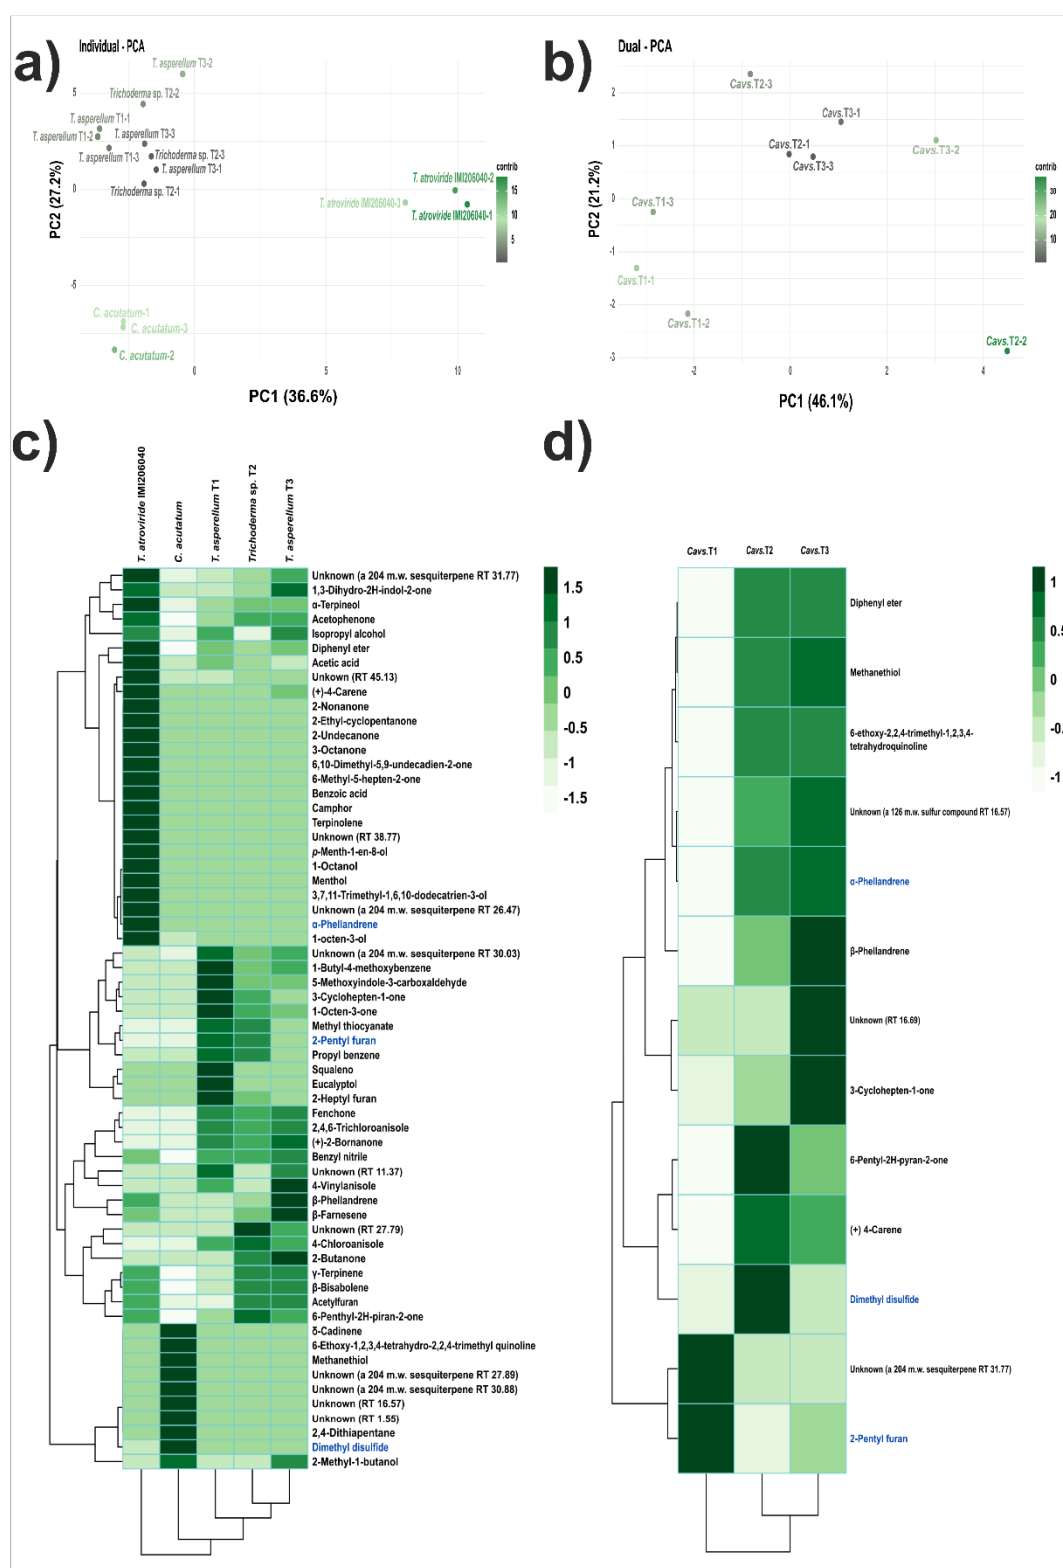 a)
Individual - PCA
T. asperellum T3-2
Trichoderma sp. T2-2
T. asperellum T1-1
T. asperellum T1-2
T. asperellum T3-3
T. asperellum T1-3
Trichoderma sp. T2-3
T. asperellum T3-1
Trichoderma sp. T2-1
T. atroviride IMI206040-2
T. atroviride IMI206040-3
T. atroviride IMI206040-1
C. acutatum-1
C. acutatum-3
C. acutatum-2
PC2 (27.2%)
5
0
-5
0
5
10
PC1 (36.6%)
contrib
15
10
5
b)
Dual - PCA
Cavs.T2-3
Cavs.T3-1
Cavs.T2-1
Cavs.T3-3
Cavs.T3-2
Cavs.T1-3
Cavs.T1-1
Cavs.T1-2
Cavs.T2-2
PC2 (21.2%)
2
1
0
-1
-2
-3
-2
0
2
4
PC1 (46.1%)
contrib
30
20
10
c)
T. atroviride IMI206040
C. acutatum
T. asperellum T1
Trichoderma sp. T2
T. asperellum T3
Unknown (a 204 m.w. sesquiterpene RT 31.77)
1,3-Dihydro-2H-indol-2-one
α-Terpineol
Acetophenone
Isopropyl alcohol
Diphenyl eter
Acetic acid
Unkown (RT 45.13)
(+)-4-Carene
2-Nonanone
2-Ethyl-cyclopentanone
2-Undecanone
3-Octanone
6,10-Dimethyl-5,9-undecadien-2-one
6-Methyl-5-hepten-2-one
Benzoic acid
Camphor
Terpinolene
Unknown (RT 38.77)
p-Menth-1-en-8-ol
1-Octanol
Menthol
3,7,11-Trimethyl-1,6,10-dodecatrien-3-ol
Unknown (a 204 m.w. sesquiterpene RT 26.47)
α-Phellandrene
1-octen-3-ol
Unknown (a 204 m.w. sesquiterpene RT 30.03)
1-Butyl-4-methoxybenzene
5-Methoxyindole-3-carboxaldehyde
3-Cyclohepten-1-one
1-Octen-3-one
Methyl thiocyanate
2-Pentyl furan
Propyl benzene
Squaleno
Eucalyptol
2-Heptyl furan
Fenchone
2,4,6-Trichloroanisole
(+)-2-Bornanone
Benzyl nitrile
Unknown (RT 11.37)
4-Vinylanisole
β-Phellandrene
β-Farnesene
Unknown (RT 27.79)
4-Chloroanisole
2-Butanone
γ-Terpinene
β-Bisabolene
Acetylfuran
6-Penthyl-2H-piran-2-one
δ-Cadinene
6-Ethoxy-1,2,3,4-tetrahydro-2,2,4-trimethyl quinoline
Methanethiol
Unknown (a 204 m.w. sesquiterpene RT 27.89)
Unknown (a 204 m.w. sesquiterpene RT 30.88)
Unknown (RT 16.57)
Unknown (RT 1.55)
2,4-Dithiapentane
Dimethyl disulfide
2-Methyl-1-butanol
1.5
1
0.5
0
-0.5
-1
-1.5
d)
Cavs.T1
Cavs.T2
Cavs.T3
Diphenyl eter
Methanethiol
6-ethoxy-2,2,4-trimethyl-1,2,3,4-
tetrahydroquinoline
Unknown (a 126 m.w. sulfur compound RT 16.57)
α-Phellandrene
β-Phellandrene
Unknown (RT 16.69)
3-Cyclohepten-1-one
6-Pentyl-2H-pyran-2-one
(+) 4-Carene
Dimethyl disulfide
Unknown (a 204 m.w. sesquiterpene RT 31.77)
2-Pentyl furan
1
0.5
0
-0.
-1